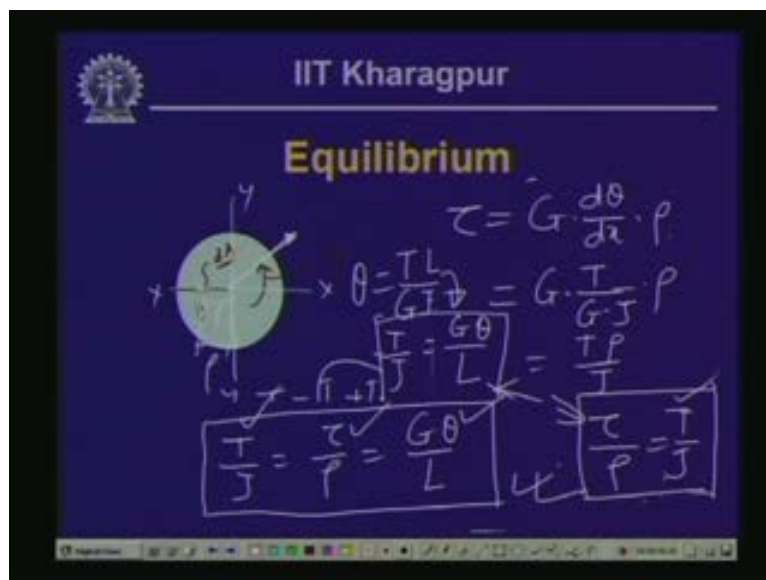 IIT Kharagpur
Equilibrium
y
τ = G · dθ/dx · ρ
x x
θ = TL/GJ
= G · T/G·J · ρ
T/J = Gθ/L
= Tρ/J
ρ
y
T/J = τ/ρ = Gθ/L
τ/ρ = T/J